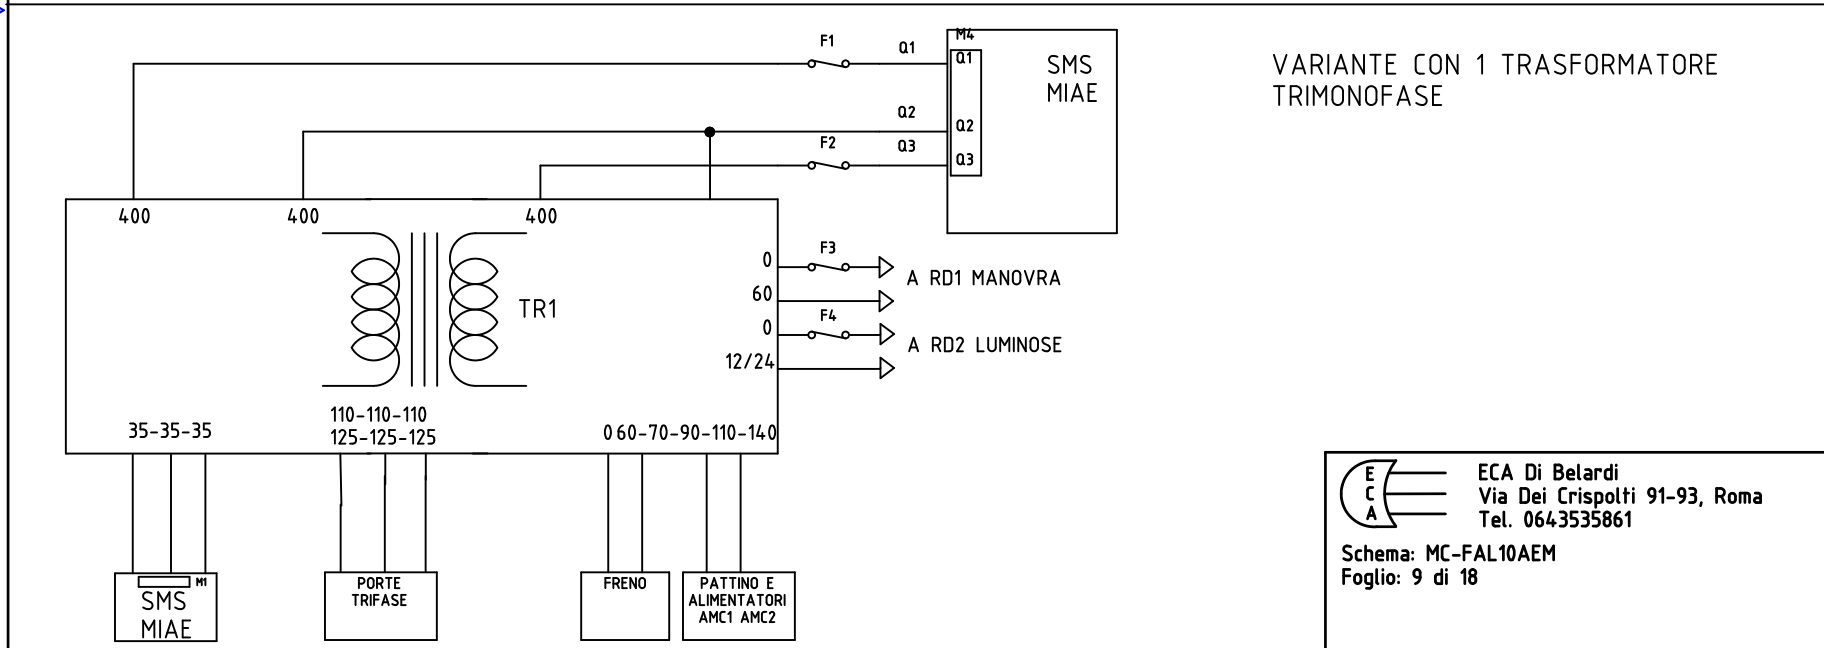 F1
Q1
M4
Q1
SMS
MIAE
VARIANTE CON 1 TRASFORMATORE
TRIMONOFASE
Q2
Q2
F2
Q3
Q3
400
400
400
0
F3
A RD1 MANOVRA
60
TR1
0
F4
A RD2 LUMINOSE
12/24
35-35-35
110-110-110
125-125-125
0 60-70-90-110-140
M1
SMS
MIAE
PORTE
TRIFASE
FRENO
PATTINO E
ALIMENTATORI
AMC1 AMC2
E
C
A
ECA Di Belardi
Via Dei Crispolti 91-93, Roma
Tel. 0643535861
Schema: MC-FAL10AEM
Foglio: 9 di 18